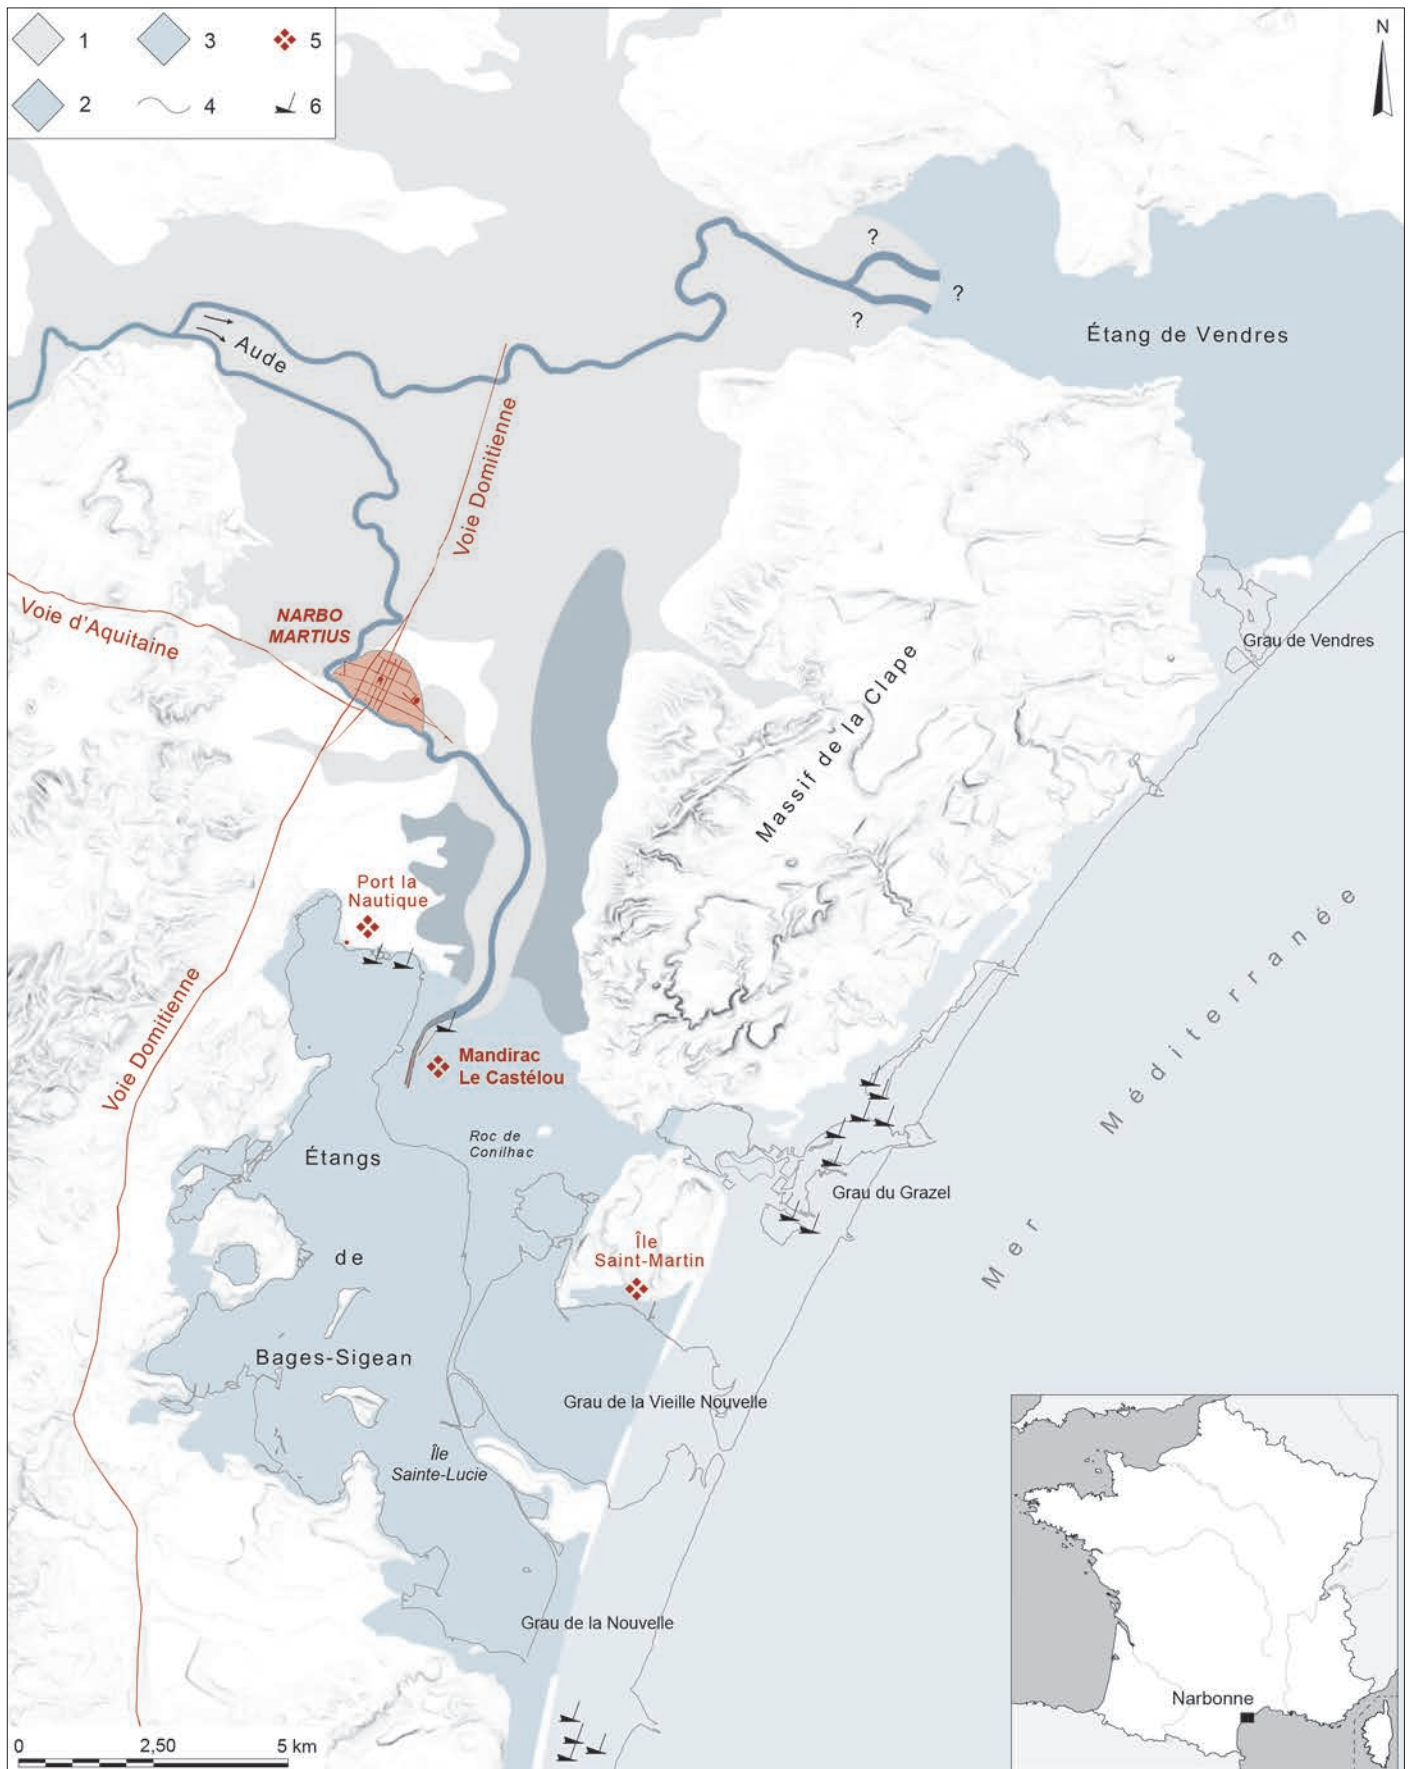 1
3
5
2
4
6
N
?
?
?
Étang de Vendres
Aude
Voie Domitienne
Voie d'Aquitaine
NARBO
MARTIUS
Grau de Vendres
Massif de la Clape
Port la
Nautique
Voie Domitienne
Mandirac
Le Castélou
Mer Méditerranée
Roc de
Conilhac
Étangs
de
Bages-Sigean
Grau du Grazel
Île
Saint-Martin
Grau de la Vieille Nouvelle
Île
Sainte-Lucie
Grau de la Nouvelle
Narbonne
0
2,50
5 km